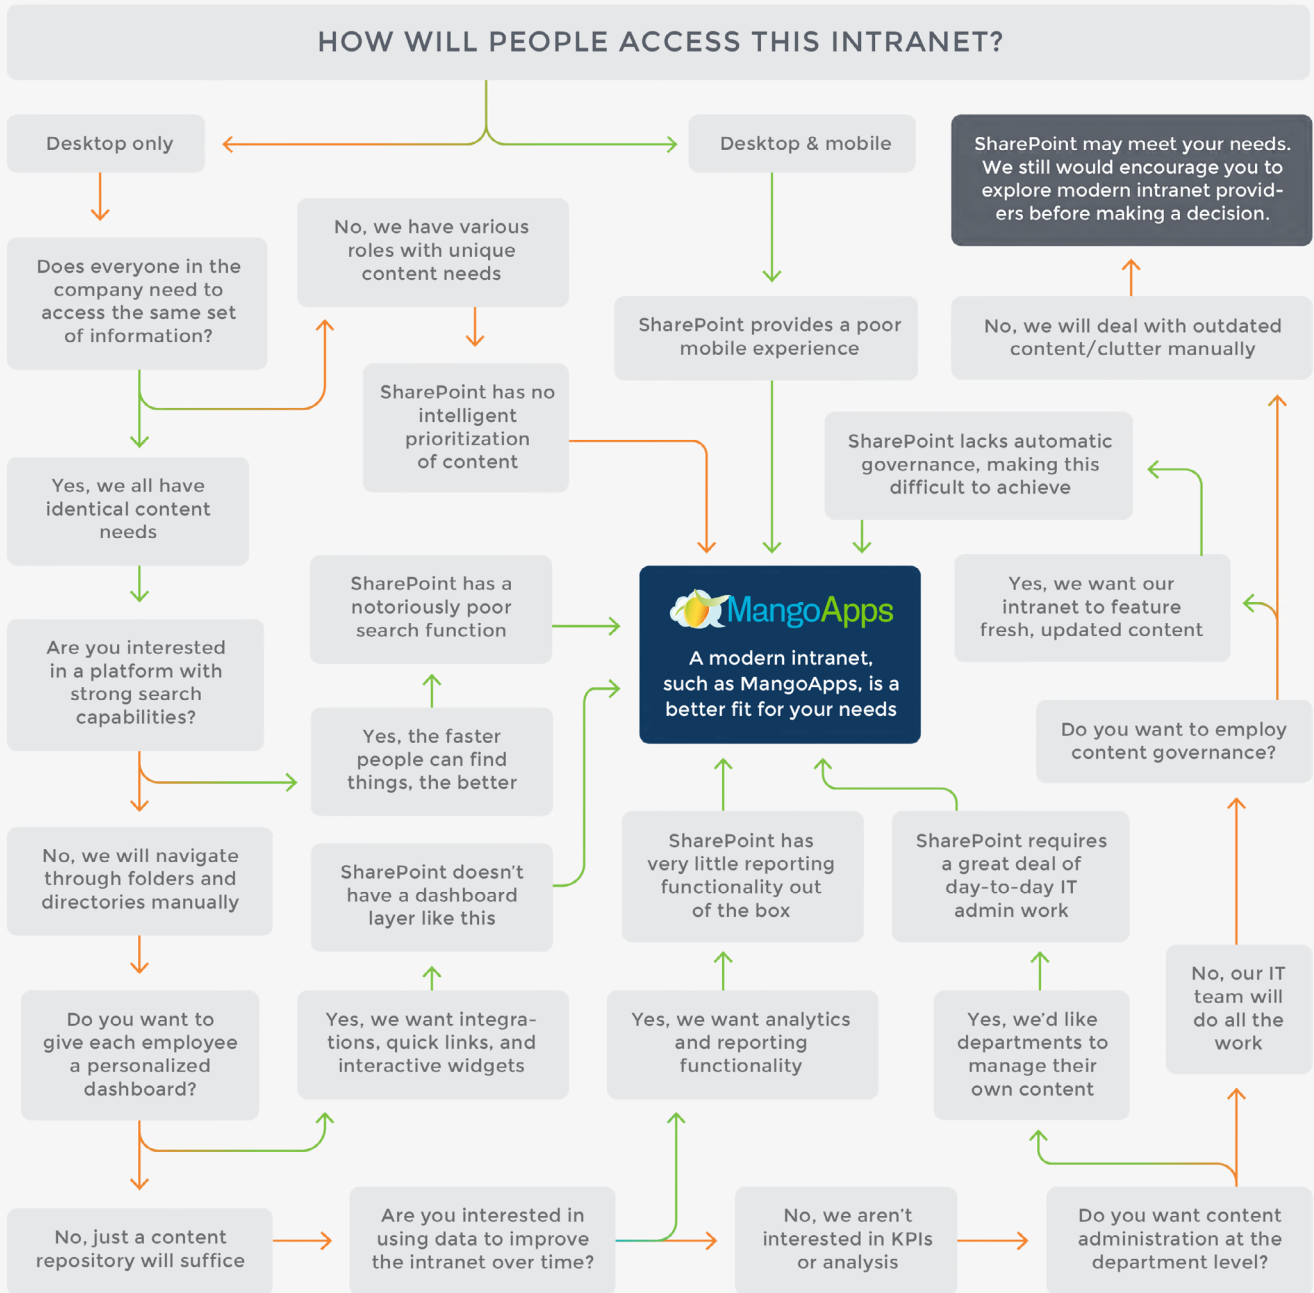 HOW WILL PEOPLE ACCESS THIS INTRANET?
Desktop only
Desktop & mobile
SharePoint may meet your needs.
We still would encourage you to
explore modern intranet provid-
ers before making a decision.
No, we have various
roles with unique
content needs
Does everyone in the
company need to
access the same set
of information?
SharePoint provides a poor
mobile experience
No, we will deal with outdated
content/clutter manually
SharePoint has no
intelligent
prioritization
of content
SharePoint lacks automatic
governance, making this
difficult to achieve
Yes, we all have
identical content
needs
SharePoint has a
notoriously poor
search function
MangoApps
A modern intranet,
such as MangoApps, is a
better fit for your needs
Yes, we want our
intranet to feature
fresh, updated content
Are you interested
in a platform with
strong search
capabilities?
Yes, the faster
people can find
things, the better
Do you want to employ
content governance?
No, we will navigate
through folders and
directories manually
SharePoint doesn't
have a dashboard
layer like this
SharePoint has
very little reporting
functionality out
of the box
SharePoint requires
a great deal of
day-to-day IT
admin work
No, our IT
team will
do all the
work
Do you want to
give each employee
a personalized
dashboard?
Yes, we want integra-
tions, quick links, and
interactive widgets
Yes, we want analytics
and reporting
functionality
Yes, we'd like
departments to
manage their
own content
No, just a content
repository will suffice
Are you interested in
using data to improve
the intranet over time?
No, we aren't
interested in KPIs
or analysis
Do you want content
administration at the
department level?